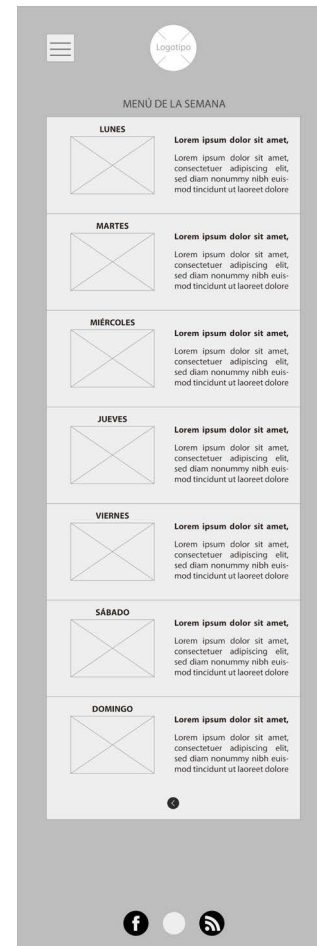 Logotipo
MENÚ DE LA SEMANA
LUNES
Lorem ipsum dolor sit amet,
Lorem ipsum dolor sit amet,
consectetuer adipiscing elit,
sed diam nonummy nibh euis-
mod tincidunt ut laoreet dolore
MARTES
Lorem ipsum dolor sit amet,
Lorem ipsum dolor sit amet,
consectetuer adipiscing elit,
sed diam nonummy nibh euis-
mod tincidunt ut laoreet dolore
MIÉRCOLES
Lorem ipsum dolor sit amet,
Lorem ipsum dolor sit amet,
consectetuer adipiscing elit,
sed diam nonummy nibh euis-
mod tincidunt ut laoreet dolore
JUEVES
Lorem ipsum dolor sit amet,
Lorem ipsum dolor sit amet,
consectetuer adipiscing elit,
sed diam nonummy nibh euis-
mod tincidunt ut laoreet dolore
VIERNES
Lorem ipsum dolor sit amet,
Lorem ipsum dolor sit amet,
consectetuer adipiscing elit,
sed diam nonummy nibh euis-
mod tincidunt ut laoreet dolore
SÁBADO
Lorem ipsum dolor sit amet,
Lorem ipsum dolor sit amet,
consectetuer adipiscing elit,
sed diam nonummy nibh euis-
mod tincidunt ut laoreet dolore
DOMINGO
Lorem ipsum dolor sit amet,
Lorem ipsum dolor sit amet,
consectetuer adipiscing elit,
sed diam nonummy nibh euis-
mod tincidunt ut laoreet dolore